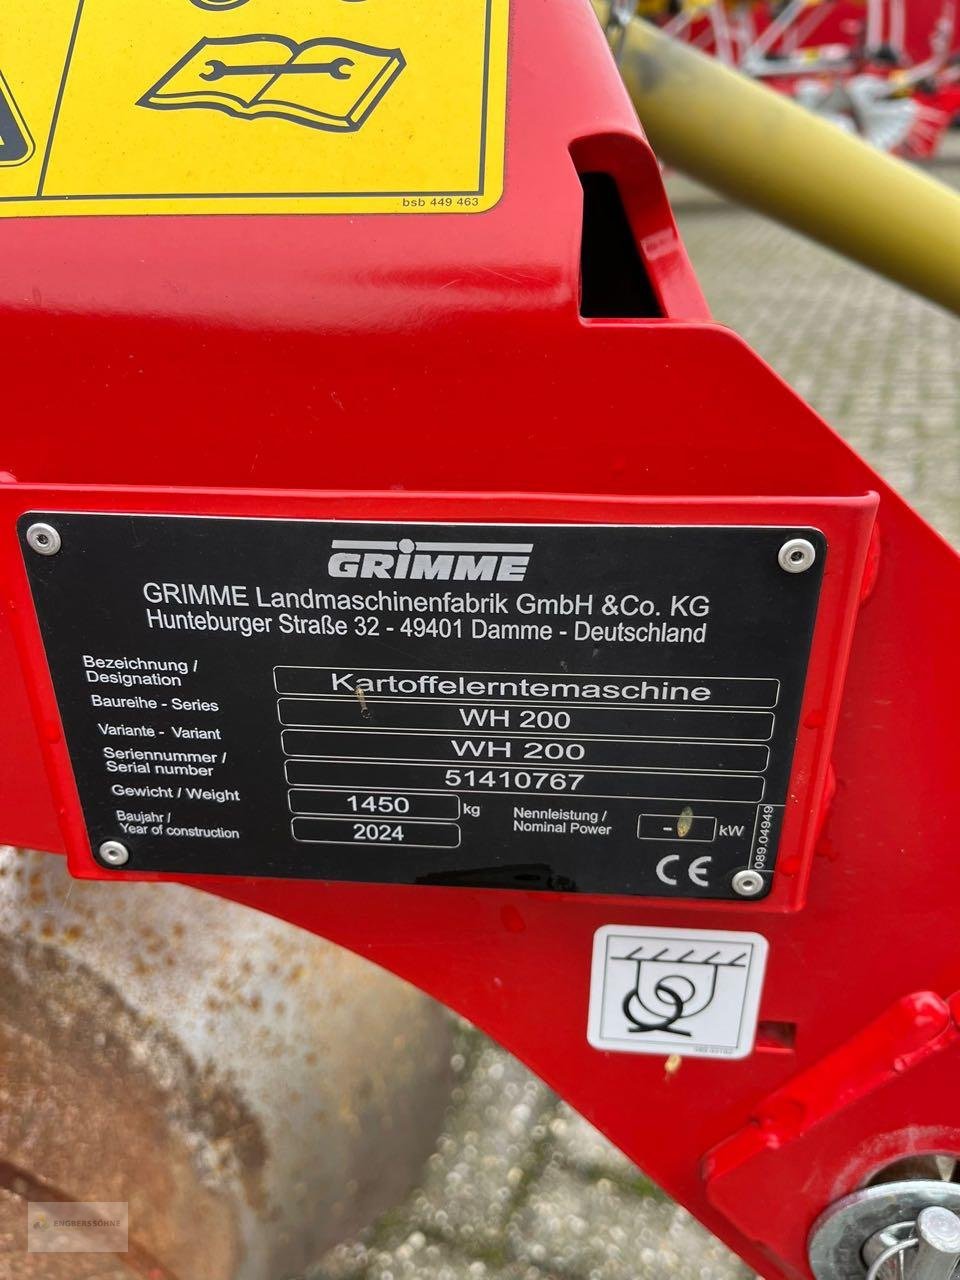 bsb 449 463
GRIMME
GRIMME Landmaschinenfabrik GmbH &Co. KG
Hunteburger Straße 32 - 49401 Damme - Deutschland
Bezeichnung /
Designation
Kartoffelerntemaschine
Baureihe - Series
WH 200
Variante - Variant
WH 200
Seriennummer /
Serial number
51410767
Gewicht / Weight
1450 kg
Nennleistung /
Nominal Power
- kW
Baujahr /
Year of construction
2024
CE
089.04949
ENGBERS SÖHNE